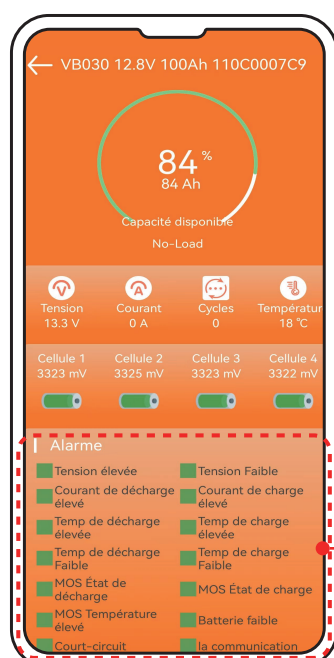 VB030 12.8V 100Ah 110C0007C9
84 %
84 Ah
Capacité disponible
No-Load
Tension
13.3 V
Courant
0 A
Cycles
0
Températur
18 °C
Cellule 1
3323 mV
Cellule 2
3325 mV
Cellule 3
3323 mV
Cellule 4
3322 mV
Alarme
Tension élevée
Tension Faible
Courant de décharge
élevé
Courant de charge
élevé
Temp de décharge
élevée
Temp de charge
élevée
Temp de décharge
Faible
Temp de charge
Faible
MOS État de
décharge
MOS État de charge
MOS Température
élevé
Batterie faible
Court-circuit
la communication